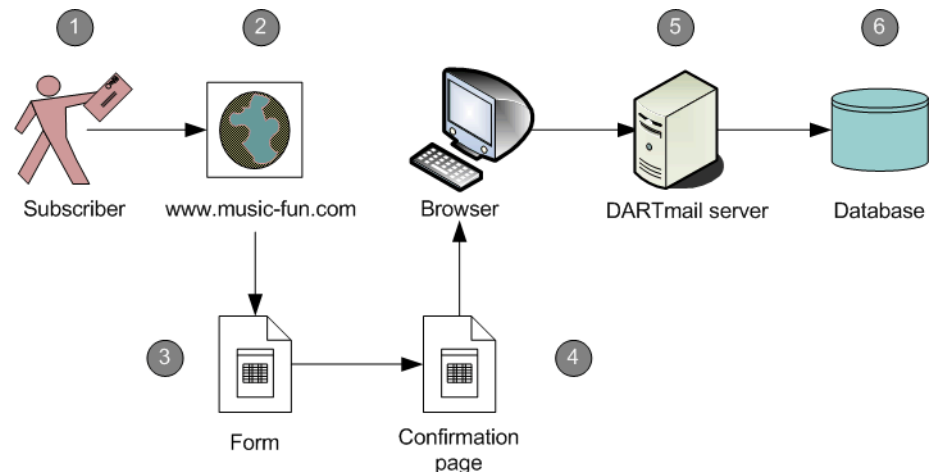 1
2
5
6
Subscriber
www.music-fun.com
Browser
DARTmail server
Database
3
4
Form
Confirmation
page